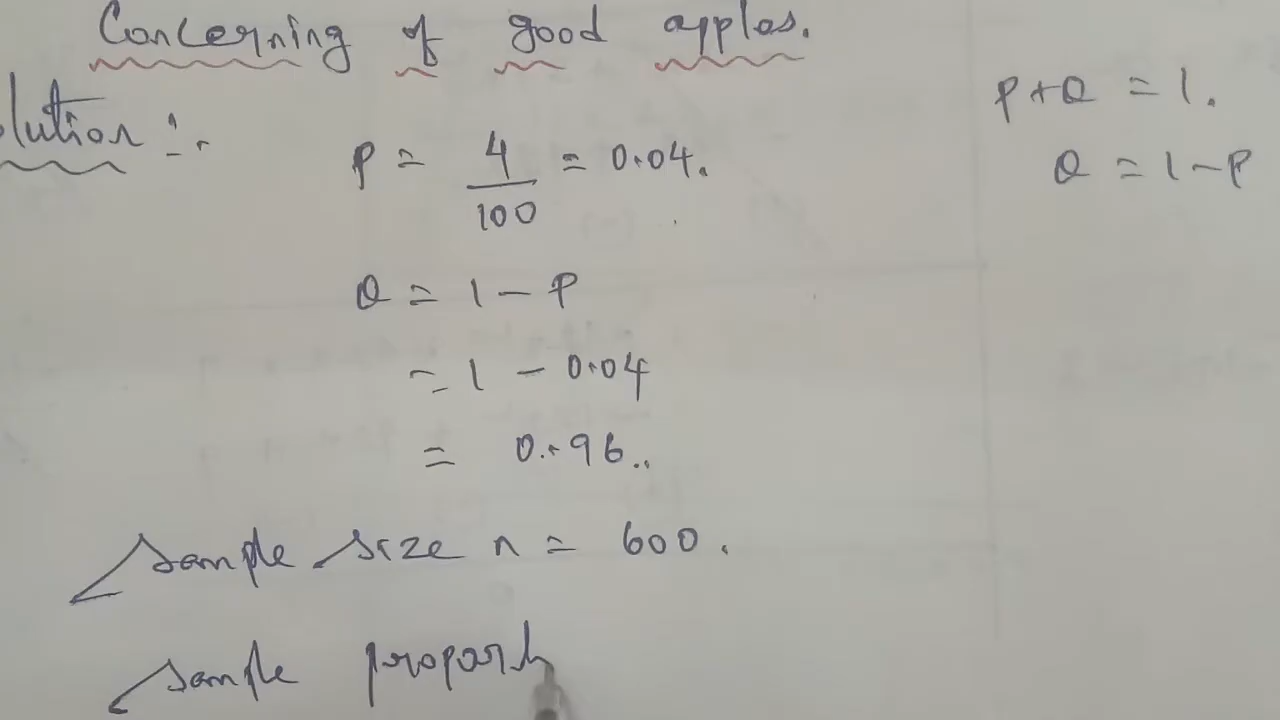 Concerning of good apples.
olution :-
P = 4/100 = 0.04.
Q = 1 - P
= 1 - 0.04
= 0.96..
Sample size n = 600.
Sample proport
P+Q = 1.
Q = 1-P